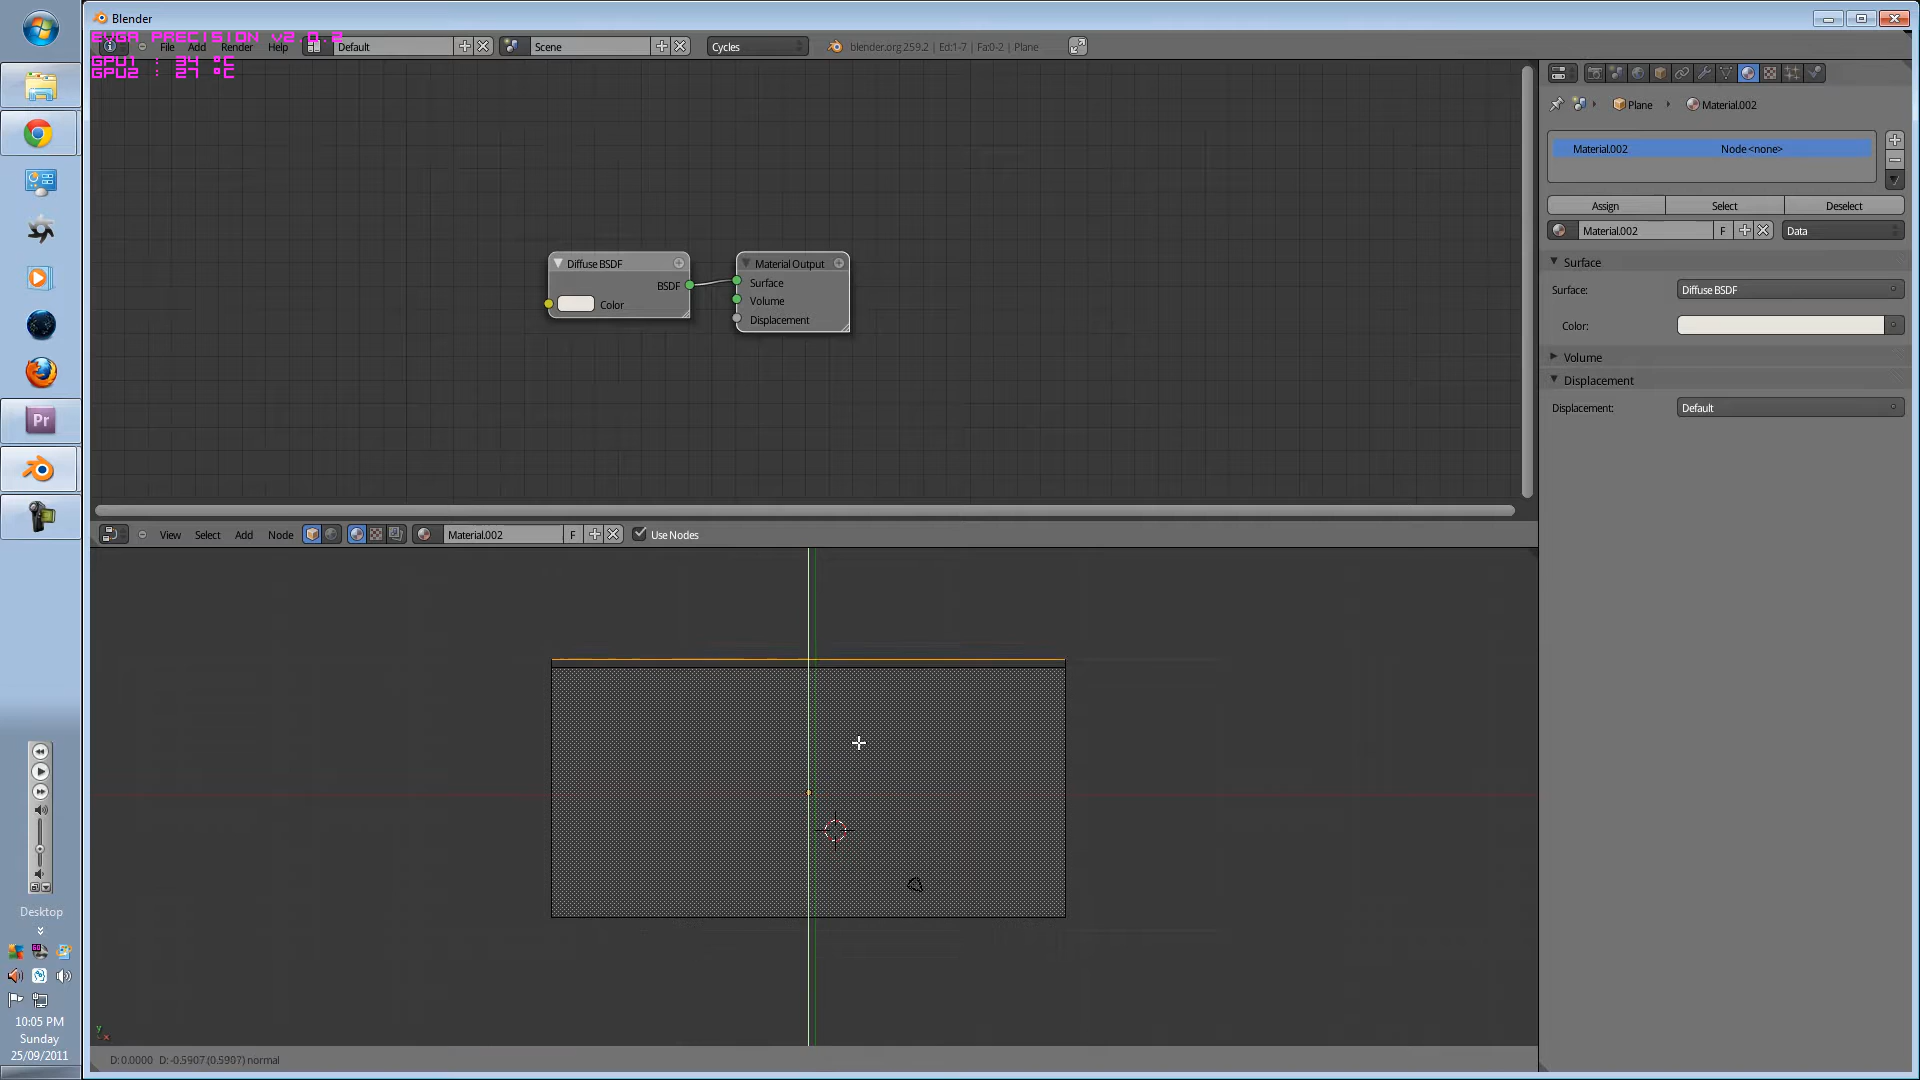 Blender
EVGA PRECISION v2.0.2
GPU1 : 34 °C
GPU2 : 27 °C
File Add Render Help Default Scene Cycles blender.org 259.2 | Ed:1-7 | Fa:0-2 | Plane
Plane Material.002
Material.002 Node <none>
Assign Select Deselect
Material.002 F Data
Surface
Surface: Diffuse BSDF
Color:
Volume
Displacement
Displacement: Default
Diffuse BSDF
BSDF
Color
Material Output
Surface
Volume
Displacement
View Select Add Node Material.002 F Use Nodes
D: 0.0000 D: -0.5907 (0.5907) normal
Pr
Desktop
10:05 PM
Sunday
25/09/2011